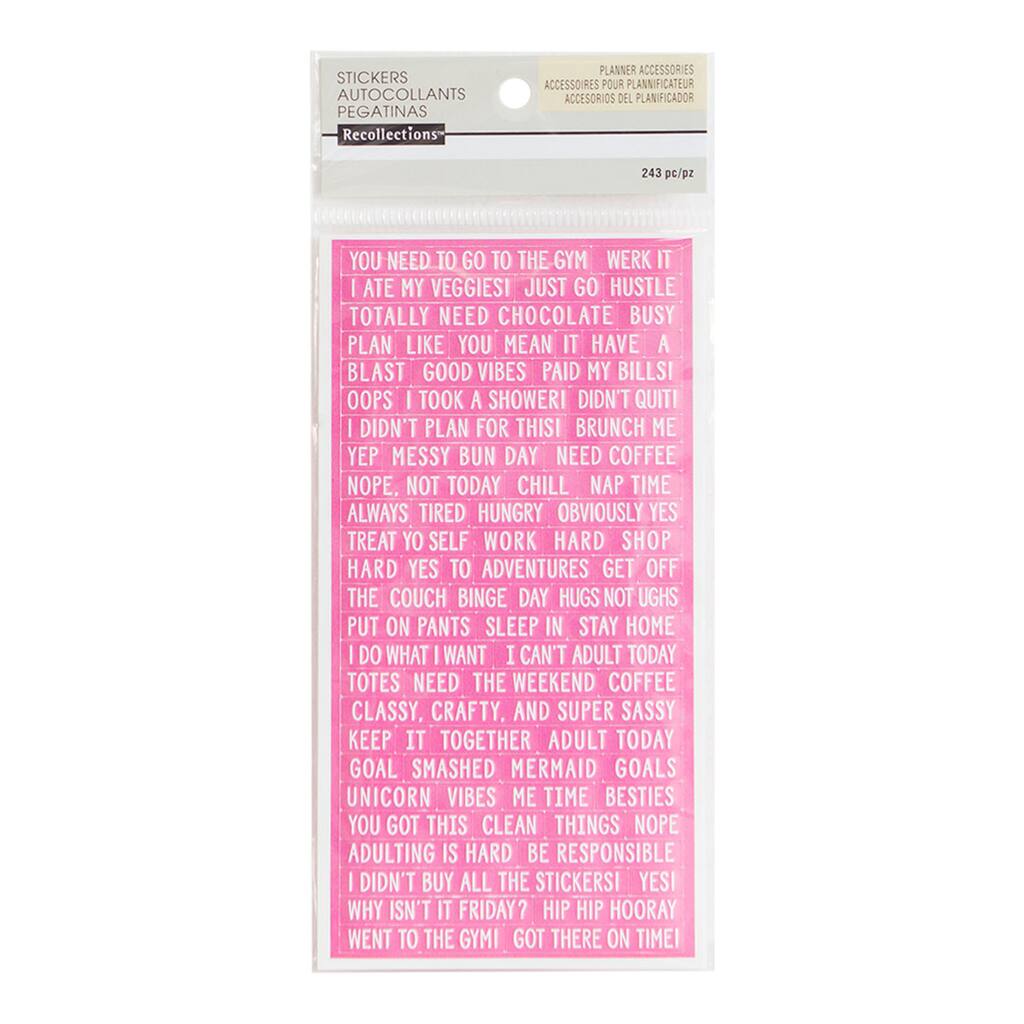 STICKERS
AUTOCOLLANTS
PEGATINAS
Recollections™
PLANNER ACCESSORIES
ACCESSOIRES POUR PLANNIFICATEUR
ACCESORIOS DEL PLANIFICADOR
243 pc/pz
YOU NEED TO GO TO THE GYM WERK IT
I ATE MY VEGGIES! JUST GO HUSTLE
TOTALLY NEED CHOCOLATE BUSY
PLAN LIKE YOU MEAN IT HAVE A
BLAST GOOD VIBES PAID MY BILLS!
OOPS I TOOK A SHOWER! DIDN'T QUIT!
I DIDN'T PLAN FOR THIS! BRUNCH ME
YEP MESSY BUN DAY NEED COFFEE
NOPE, NOT TODAY CHILL NAP TIME
ALWAYS TIRED HUNGRY OBVIOUSLY YES
TREAT YO SELF WORK HARD SHOP
HARD YES TO ADVENTURES GET OFF
THE COUCH BINGE DAY HUGS NOT UGHS
PUT ON PANTS SLEEP IN STAY HOME
I DO WHAT I WANT I CAN'T ADULT TODAY
TOTES NEED THE WEEKEND COFFEE
CLASSY, CRAFTY, AND SUPER SASSY
KEEP IT TOGETHER ADULT TODAY
GOAL SMASHED MERMAID GOALS
UNICORN VIBES ME TIME BESTIES
YOU GOT THIS CLEAN THINGS NOPE
ADULTING IS HARD BE RESPONSIBLE
I DIDN'T BUY ALL THE STICKERS! YES!
WHY ISN'T IT FRIDAY? HIP HIP HOORAY
WENT TO THE GYM! GOT THERE ON TIME!